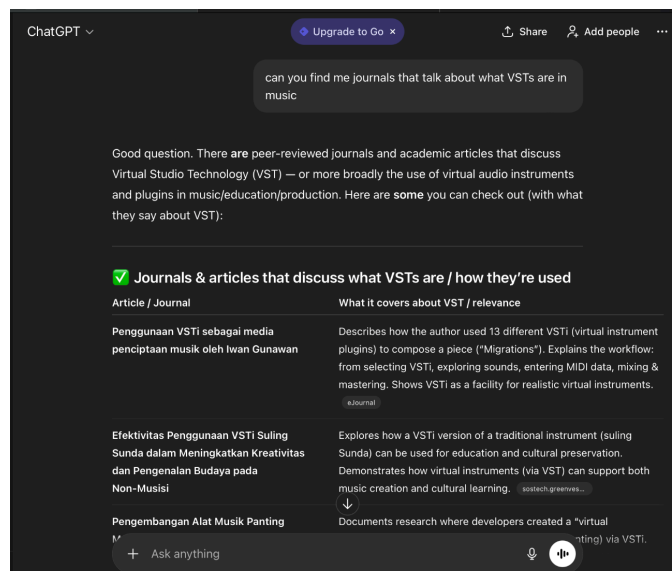 ChatGPT
Upgrade to Go ×
Share
Add people
can you find me journals that talk about what VSTs are in
music
Good question. There are peer-reviewed journals and academic articles that discuss
Virtual Studio Technology (VST) — or more broadly the use of virtual audio instruments
and plugins in music/education/production. Here are some you can check out (with what
they say about VST):
✅ Journals & articles that discuss what VSTs are / how they're used
Article / Journal
What it covers about VST / relevance
Penggunaan VSTi sebagai media
penciptaan musik oleh Iwan Gunawan
Describes how the author used 13 different VSTi (virtual instrument
plugins) to compose a piece ("Migrations"). Explains the workflow:
from selecting VSTi, exploring sounds, entering MIDI data, mixing &
mastering. Shows VSTi as a facility for realistic virtual instruments.
eJournal
Efektivitas Penggunaan VSTi Suling
Sunda dalam Meningkatkan Kreativitas
dan Pengenalan Budaya pada
Non-Musisi
Explores how a VSTi version of a traditional instrument (suling
Sunda) can be used for education and cultural preservation.
Demonstrates how virtual instruments (via VST) can support both
music creation and cultural learning. sostech.greenves...
Pengembangan Alat Musik Panting
Documents research where developers created a "virtual
via VSTi.
Ask anything